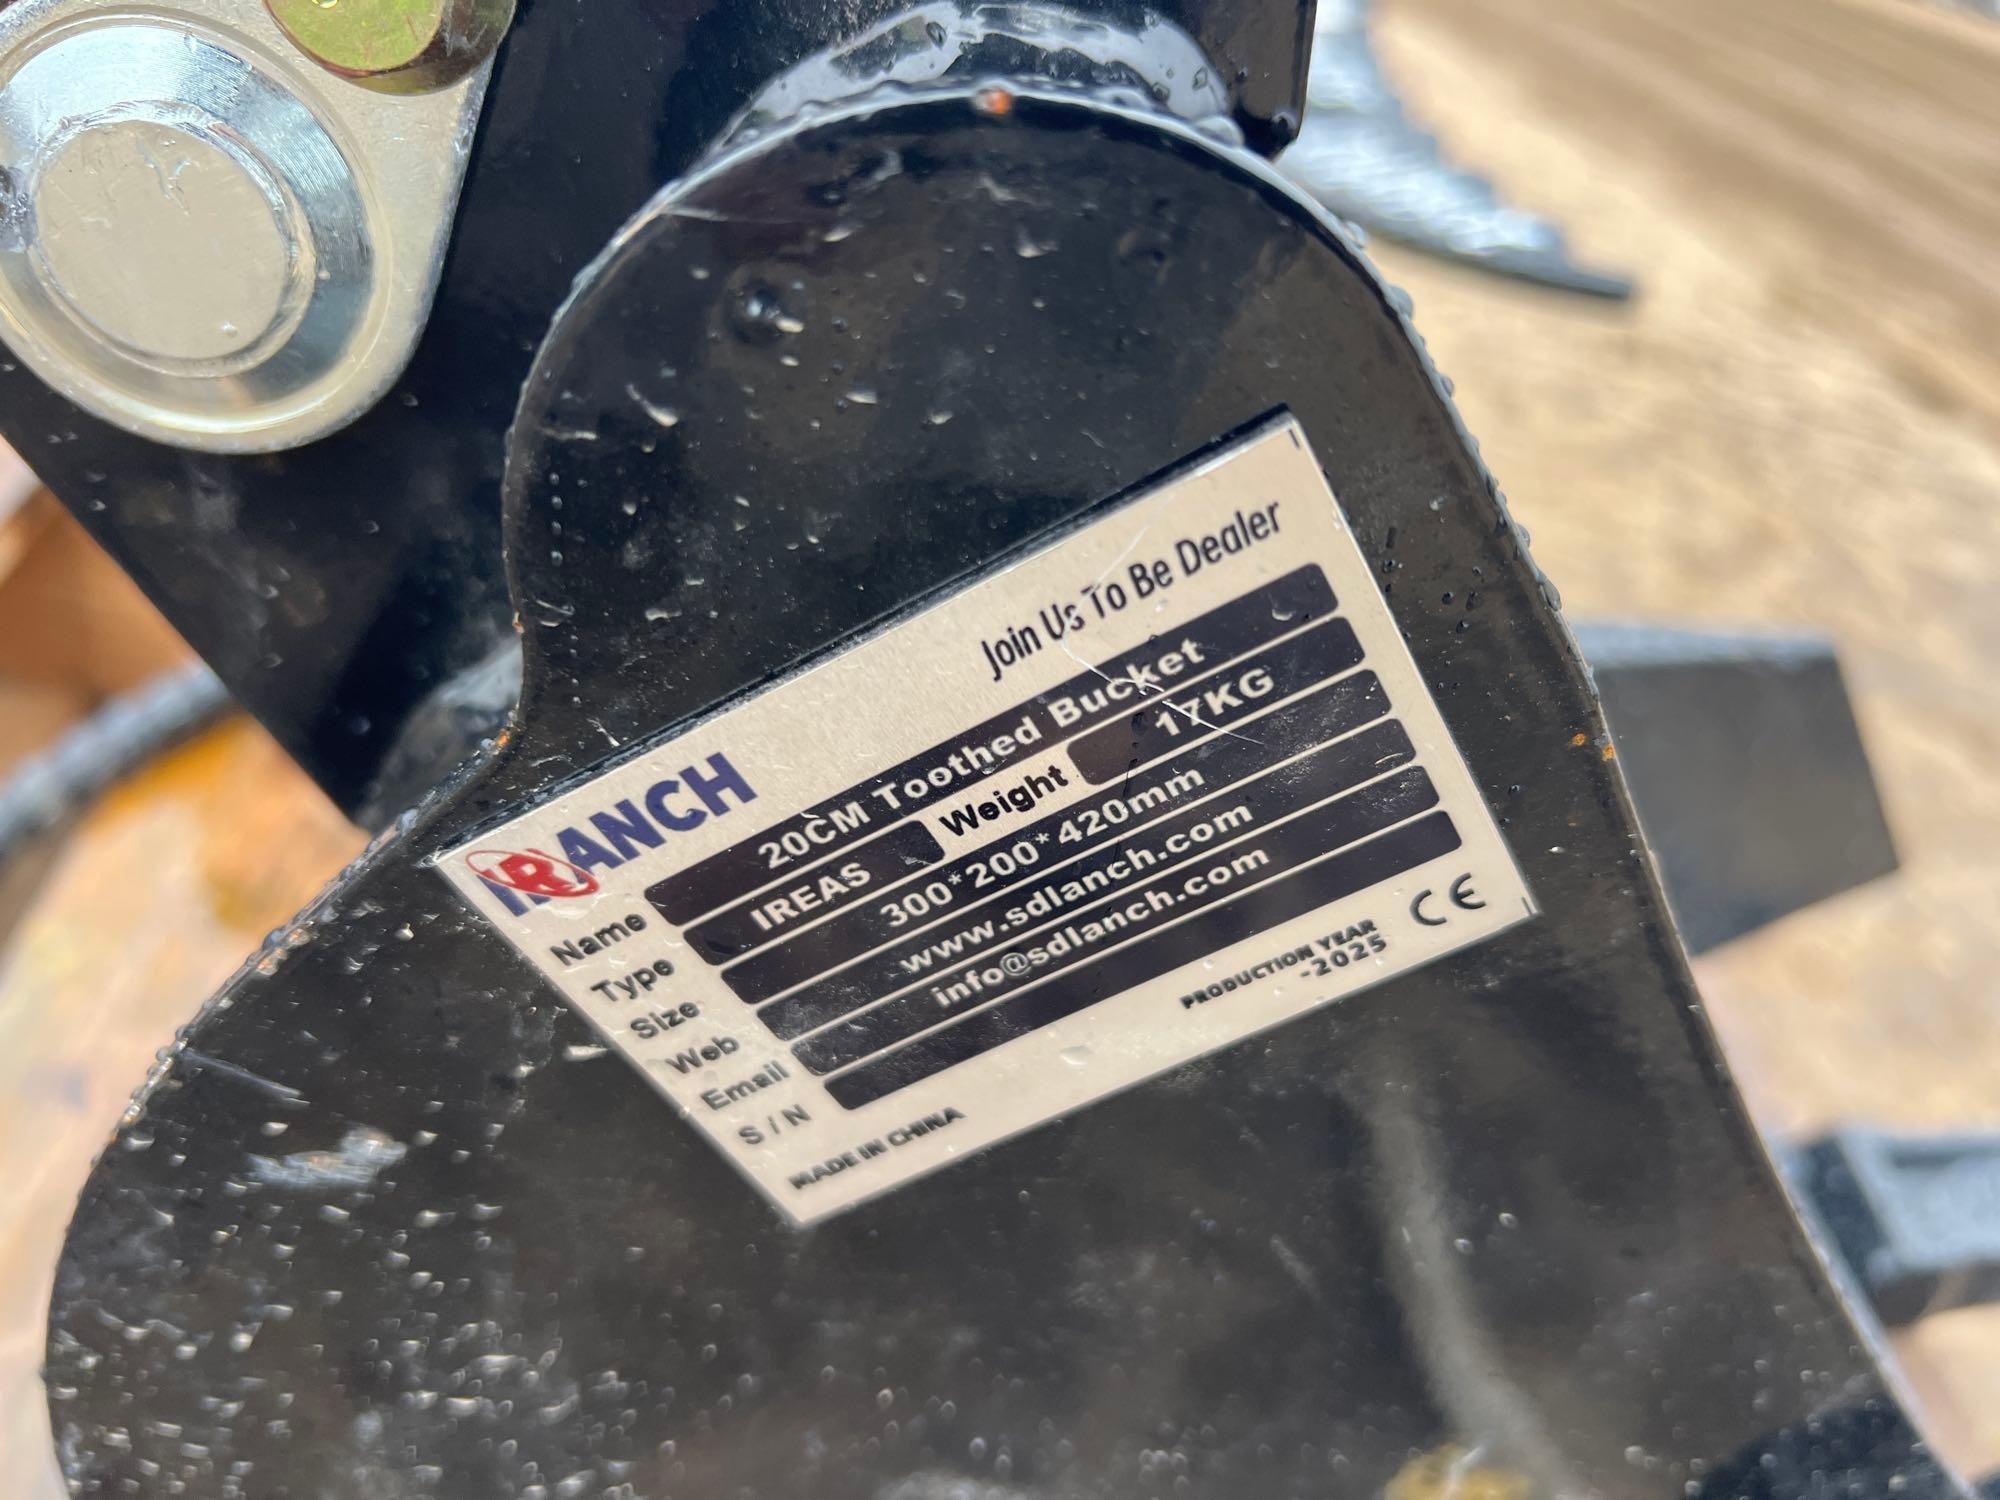 IRANCH
Join Us To Be Dealer
Name 20CM Toothed Bucket
Type IREAS Weight 17KG
Size 300*200*420mm
Web www.sdlanch.com
Email info@sdlanch.com
S / N
MADE IN CHINA
PRODUCTION YEAR
-2025
CE